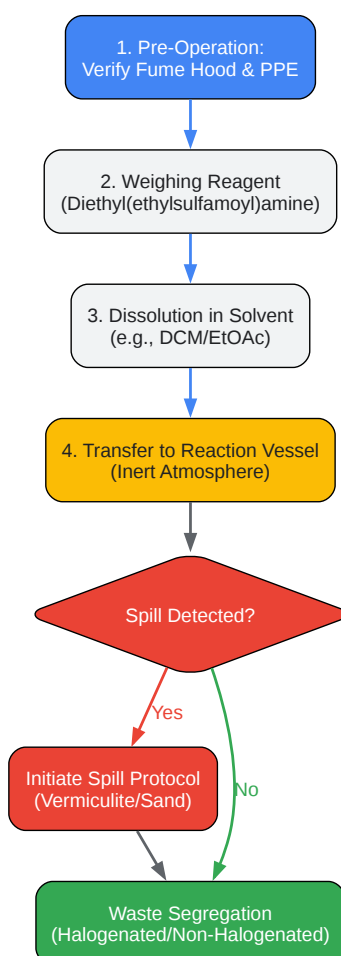 1. Pre-Operation:
Verify Fume Hood & PPE
2. Weighing Reagent
(Diethyl(ethylsulfamoyl)amine)
3. Dissolution in Solvent
(e.g., DCM/EtOAc)
4. Transfer to Reaction Vessel
(Inert Atmosphere)
Spill Detected?
Yes
Initiate Spill Protocol
(Vermiculite/Sand)
No
Waste Segregation
(Halogenated/Non-Halogenated)